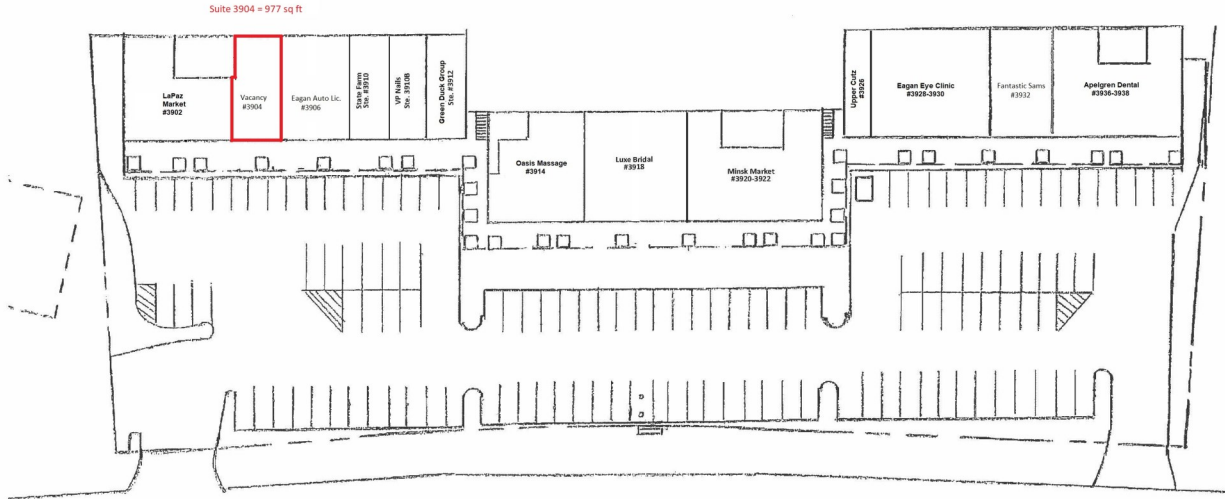 Suite 3904 = 977 sq ft
LaPaz
Market
#3902
Vacancy
#3904
Eagan Auto Lic.
#3906
State Farm
Ste. #3910
VP Nails
Ste. 3910B
Green Duck Group
Ste. #3912
Oasis Massage
#3914
Luxe Bridal
#3918
Minsk Market
#3920-3922
Upper Cutz
#3926
Eagan Eye Clinic
#3928-3930
Fantastic Sams
#3932
Apelgren Dental
#3936-3938